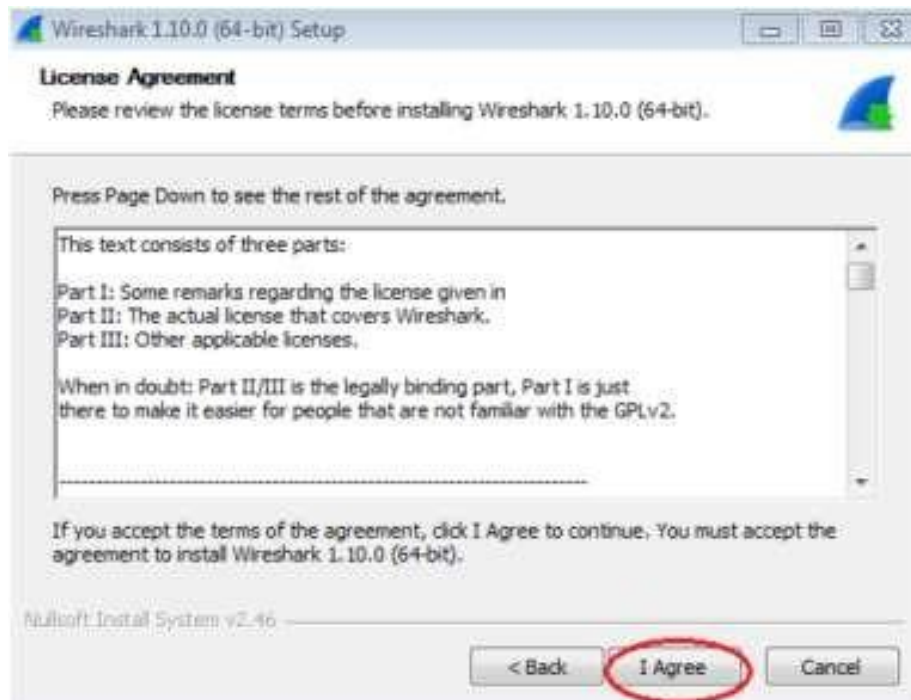 Wireshark 1.10.0 (64-bit) Setup
License Agreement
Please review the license terms before installing Wireshark 1.10.0 (64-bit).
Press Page Down to see the rest of the agreement.
This text consists of three parts:
Part I: Some remarks regarding the license given in
Part II: The actual license that covers Wireshark.
Part III: Other applicable licenses.
When in doubt: Part II/III is the legally binding part, Part I is just
there to make it easier for people that are not familiar with the GPLv2.
------------------------------------------------------------------------
If you accept the terms of the agreement, click I Agree to continue. You must accept the
agreement to install Wireshark 1.10.0 (64-bit).
Nullsoft Install System v2.46
< Back I Agree Cancel